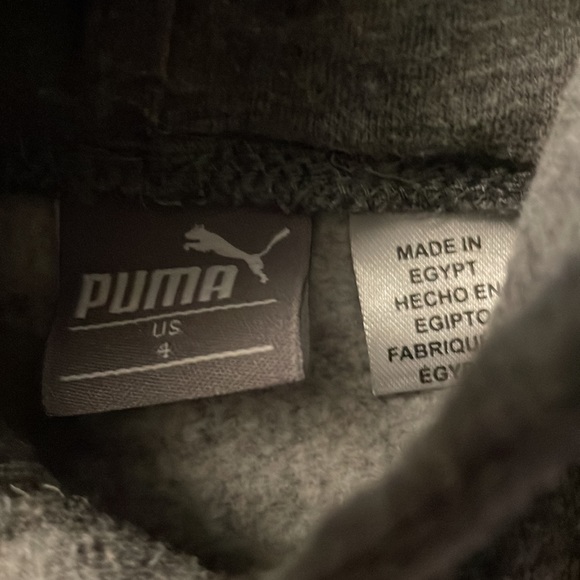 PUMA
US
4
MADE IN
EGYPT
HECHO EN
EGIPTO